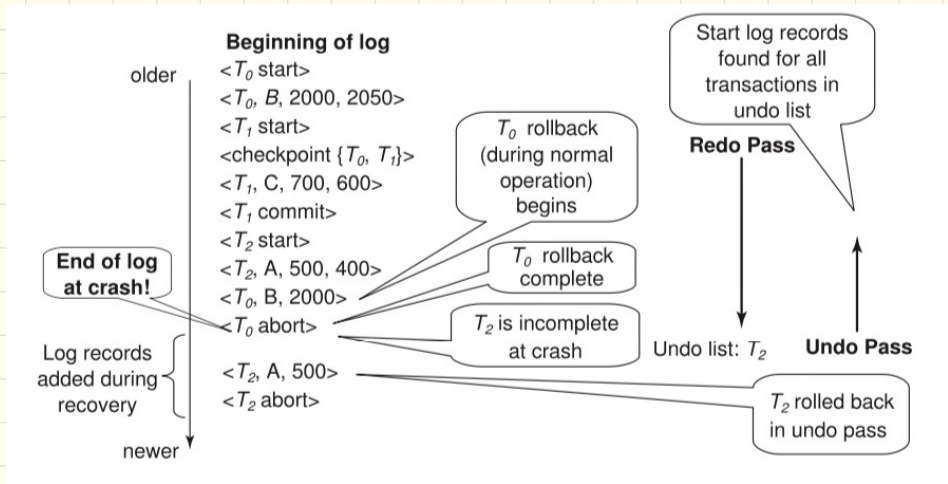 Beginning of log
older
<T₀ start>
<T₀, B, 2000, 2050>
<T₁ start>
<checkpoint {T₀, T₁}>
<T₁, C, 700, 600>
<T₁ commit>
<T₂ start>
<T₂, A, 500, 400>
<T₀, B, 2000>
<T₀ abort>
<T₂, A, 500>
<T₂ abort>
newer
End of log
at crash!
Log records
added during
recovery
T₀ rollback
(during normal
operation)
begins
T₀ rollback
complete
T₂ is incomplete
at crash
Start log records
found for all
transactions in
undo list
Redo Pass
Undo list: T₂
Undo Pass
T₂ rolled back
in undo pass